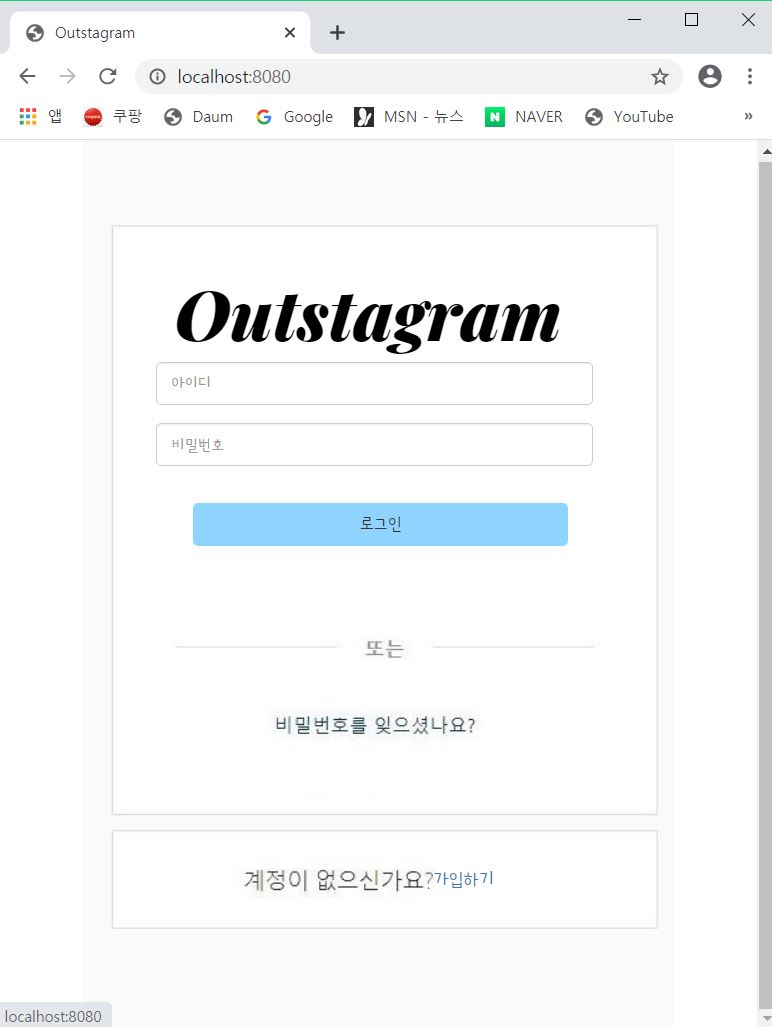 Outstagram
localhost:8080
앱 쿠팡 Daum Google MSN - 뉴스 NAVER YouTube »
Outstagram
아이디
비밀번호
로그인
또는
비밀번호를 잊으셨나요?
계정이 없으신가요?가입하기
localhost:8080